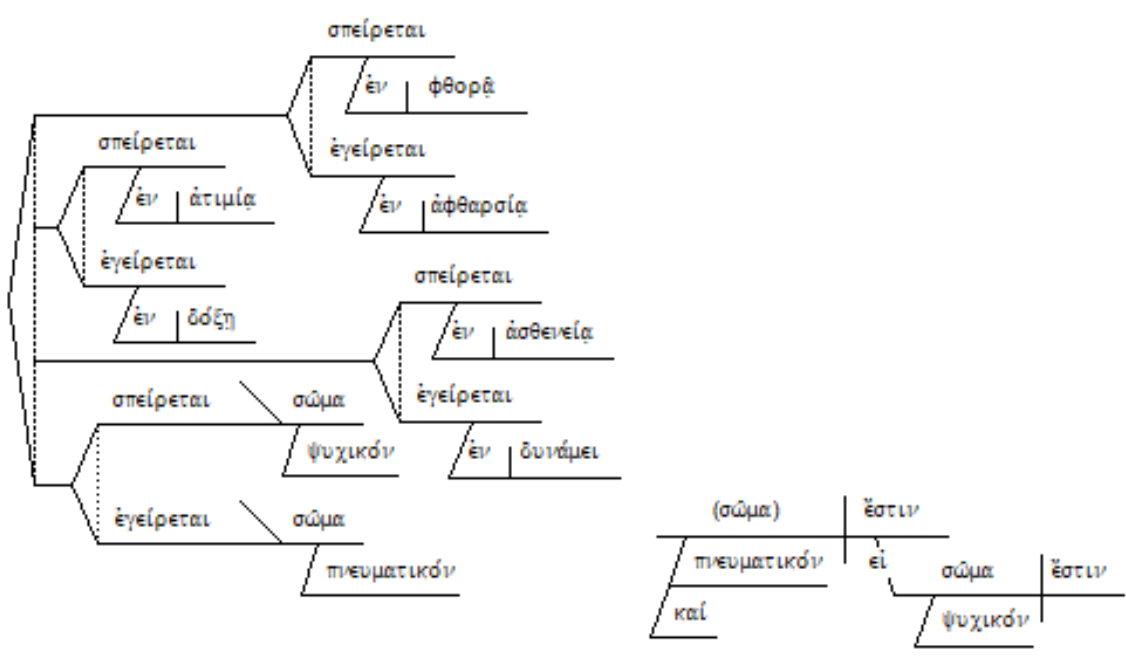 σπείρεται
ἐν φθορᾷ
ἐγείρεται
ἐν ἀφθαρσίᾳ
σπείρεται
ἐν ἀτιμίᾳ
ἐγείρεται
ἐν δόξῃ
σπείρεται
ἐν ἀσθενείᾳ
ἐγείρεται
ἐν δυνάμει
σπείρεται σῶμα
ψυχικόν
ἐγείρεται σῶμα
πνευματικόν
(σῶμα) ἔστιν
πνευματικόν
καί
εἰ
σῶμα ἔστιν
ψυχικόν